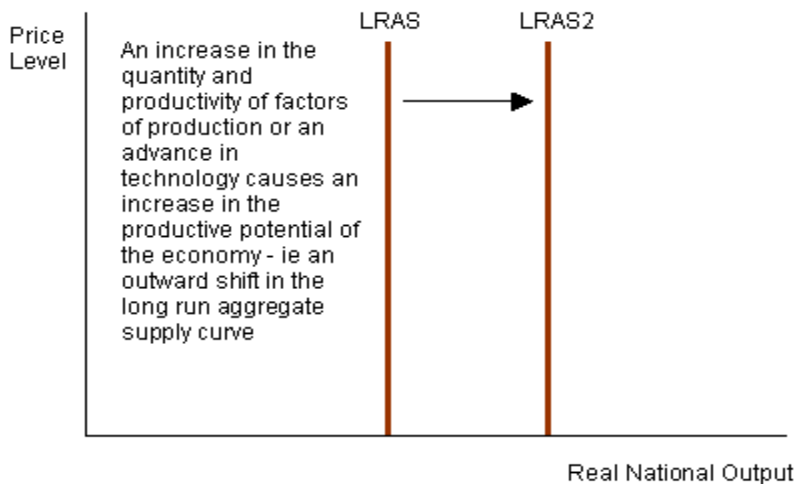 Price
Level
LRAS
LRAS2
An increase in the
quantity and
productivity of factors
of production or an
advance in
technology causes an
increase in the
productive potential of
the economy - ie an
outward shift in the
long run aggregate
supply curve
Real National Output